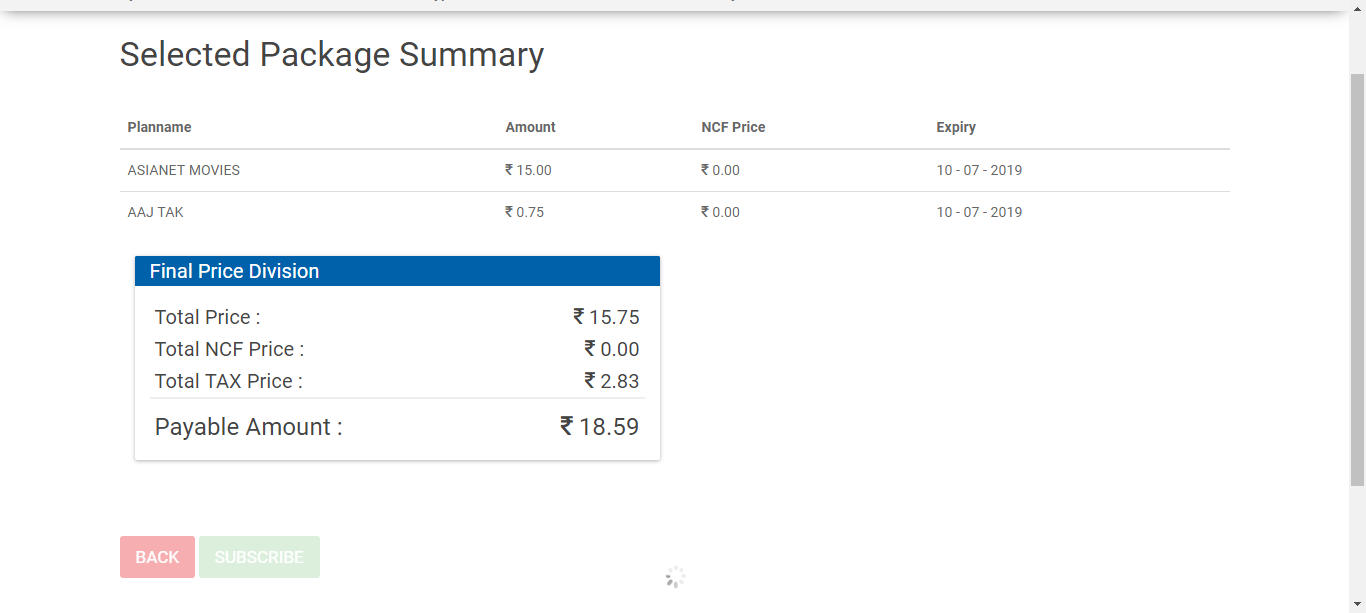 Selected Package Summary
Planname Amount NCF Price Expiry
ASIANET MOVIES ₹ 15.00 ₹ 0.00 10 - 07 - 2019
AAJ TAK ₹ 0.75 ₹ 0.00 10 - 07 - 2019
Final Price Division
Total Price : ₹ 15.75
Total NCF Price : ₹ 0.00
Total TAX Price : ₹ 2.83
Payable Amount : ₹ 18.59
BACK SUBSCRIBE